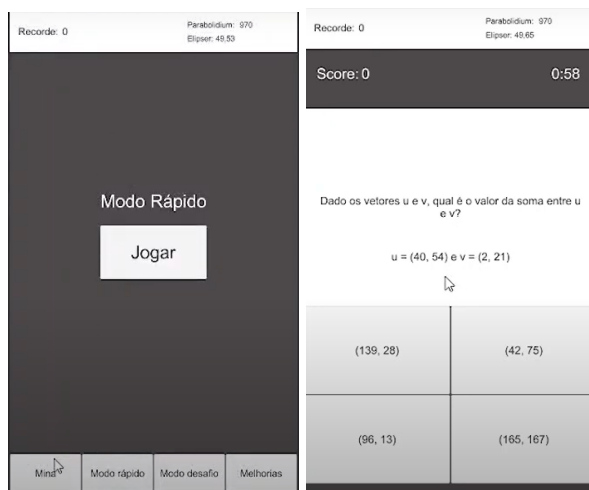 Recorde: 0
Parabolidium: 970
Elipser: 49,53
Modo Rápido
Jogar
Mina
Modo rápido
Modo desafio
Melhorias
Recorde: 0
Parabolidium: 970
Elipser: 49,65
Score: 0
0:58
Dado os vetores u e v, qual é o valor da soma entre u
e v?
u = (40, 54) e v = (2, 21)
(139, 28)
(42, 75)
(96, 13)
(165, 167)